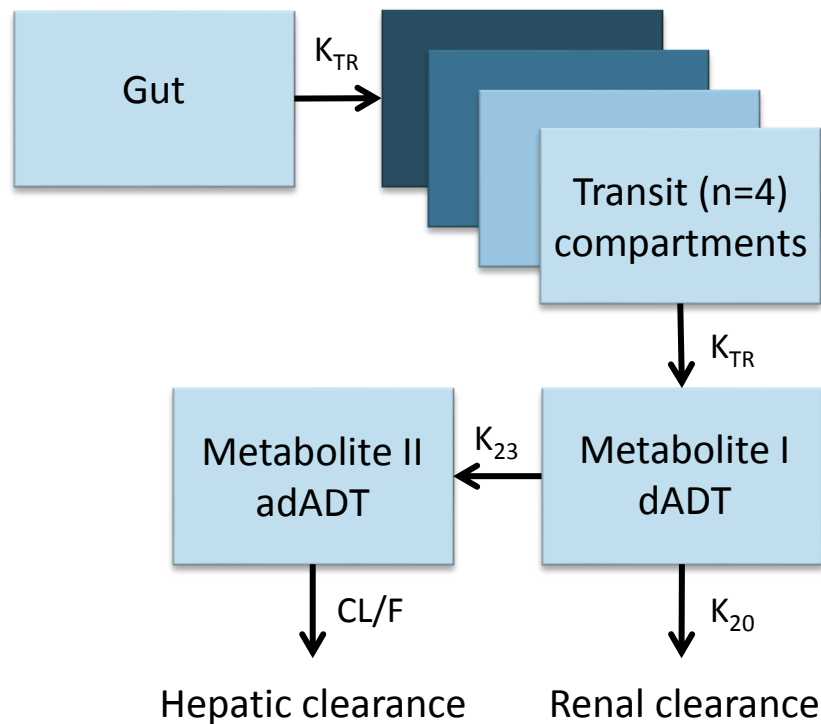 Gut
K_TR
Transit (n=4)
compartments
K_TR
Metabolite II
adADT
K_23
Metabolite I
dADT
CL/F
K_20
Hepatic clearance
Renal clearance